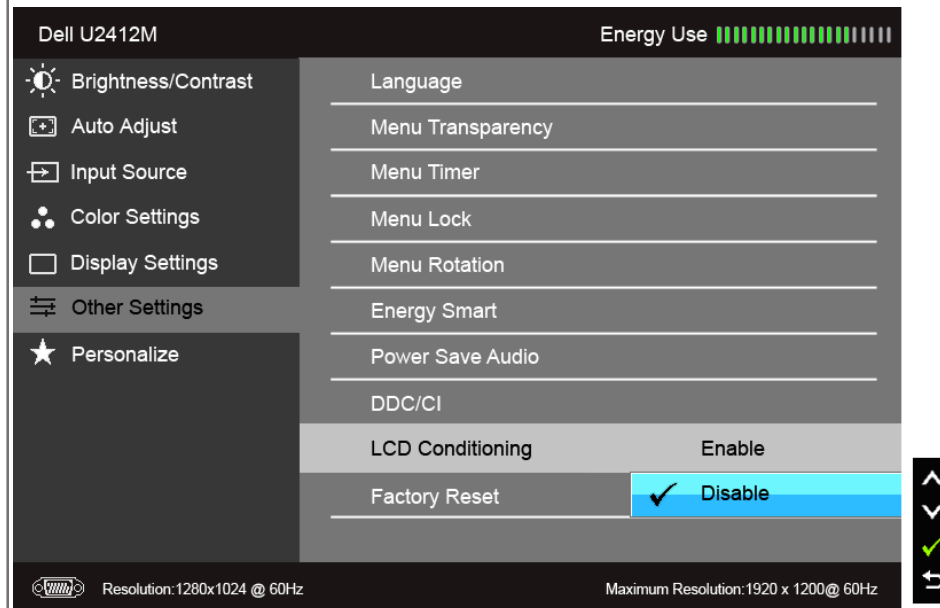 Dell U2412M Energy Use
Brightness/Contrast Language
Auto Adjust Menu Transparency
Input Source Menu Timer
Color Settings Menu Lock
Display Settings Menu Rotation
Other Settings Energy Smart
Personalize Power Save Audio
DDC/CI
LCD Conditioning Enable
Factory Reset Disable
Resolution:1280x1024 @ 60Hz Maximum Resolution:1920 x 1200@ 60Hz